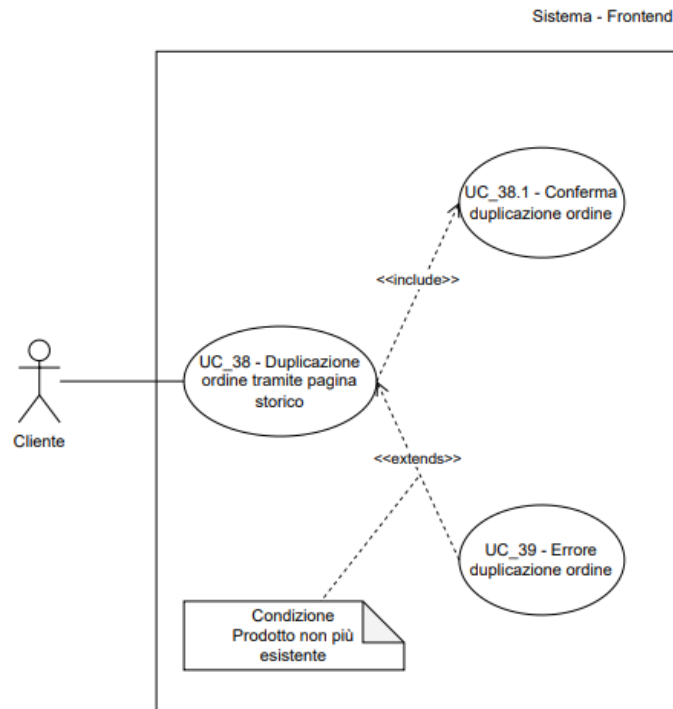 Sistema - Frontend
UC_38.1 - Conferma
duplicazione ordine
<<include>>
UC_38 - Duplicazione
ordine tramite pagina
storico
Cliente
<<extends>>
UC_39 - Errore
duplicazione ordine
Condizione
Prodotto non più
esistente